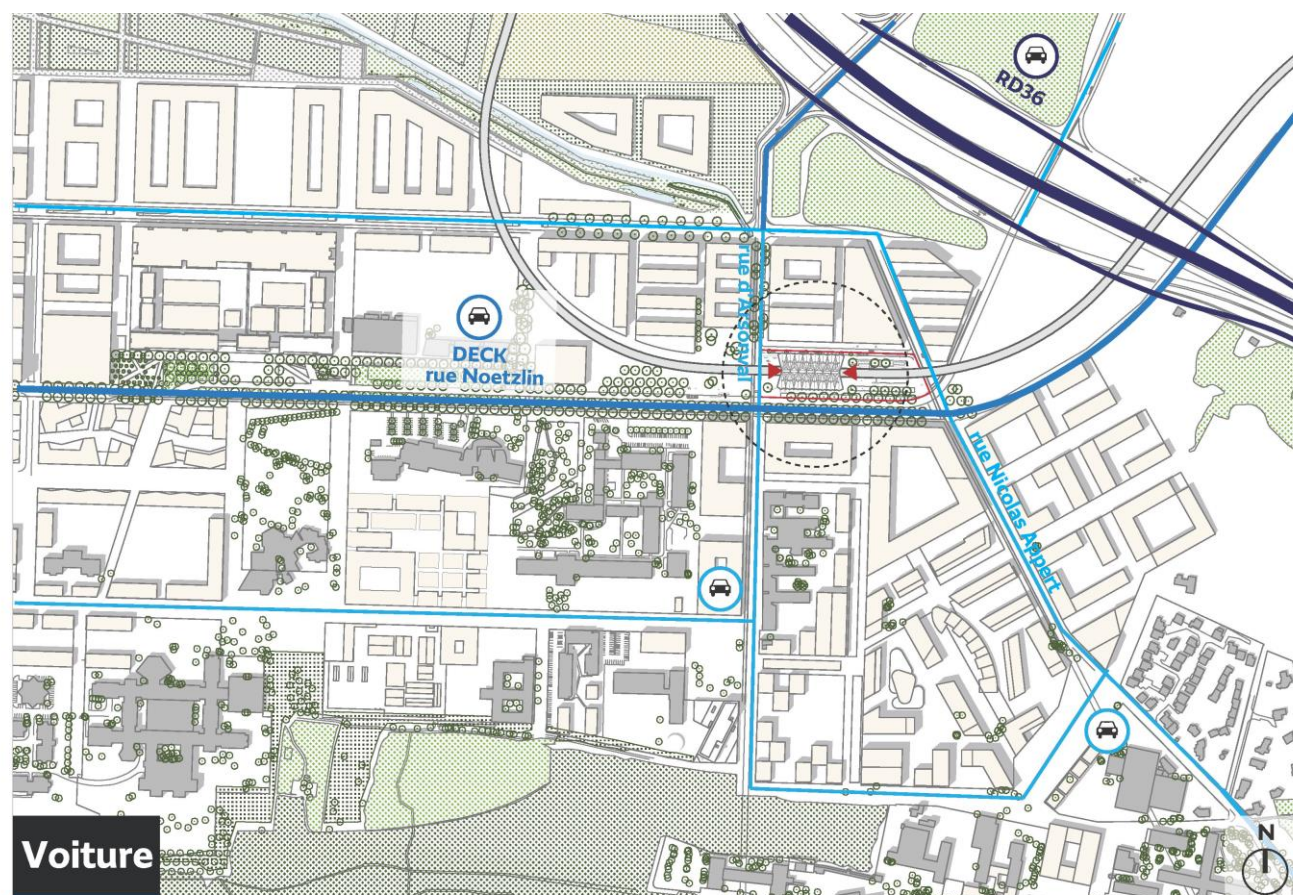 RD36
rue d'Arsonval
DECK
rue Noetzlin
rue Nicolas Appert
N
Voiture